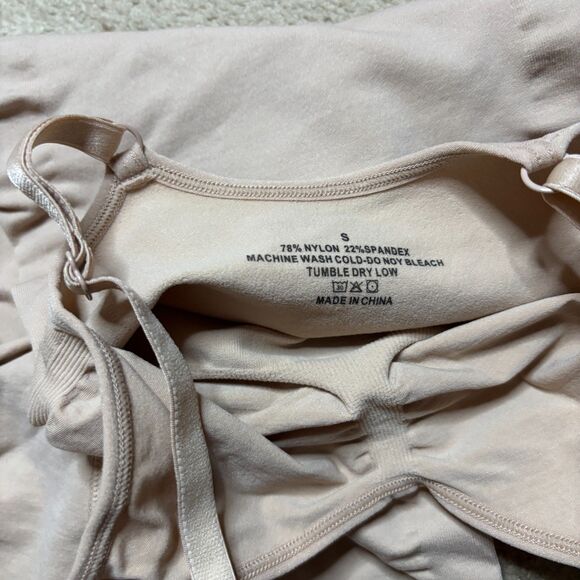 S
78% NYLON 22%SPANDEX
MACHINE WASH COLD-DO NOY BLEACH
TUMBLE DRY LOW
MADE IN CHINA